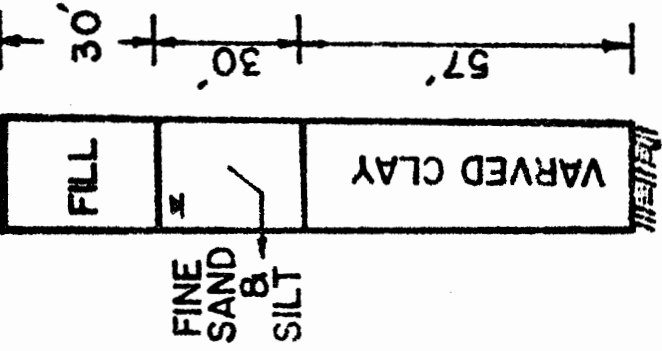 30'
FILL
30'
FINE
SAND
&
SILT
57'
VARVED CLAY